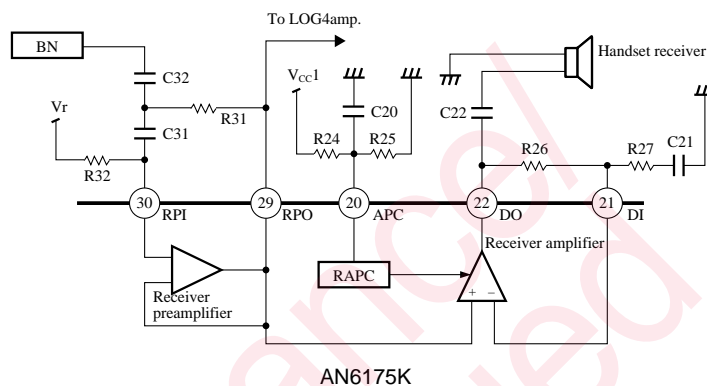 To LOG4amp.
BN
Handset receiver
C32
VCC1
Vr
C20
C22
C21
R31
C31
R24
R25
R26
R27
R32
30
29
20
22
21
RPI
RPO
APC
DO
DI
Receiver amplifier
RAPC
Receiver
preamplifier
+
−
AN6175K